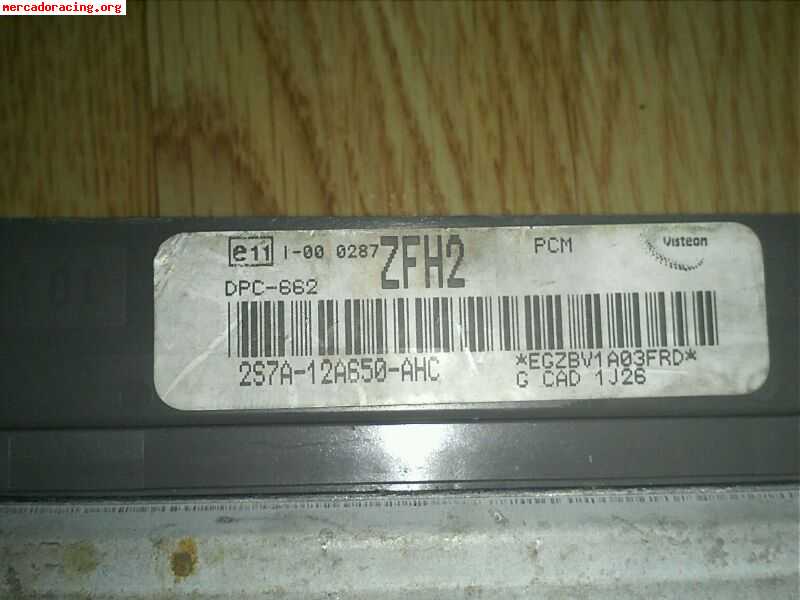 mercadoracing.org
e11 I-00 0287 ZFH2 PCM Visteon
DPC-662
2S7A-12A650-AHC *EGZBV1A03FRD*
G CAD 1J26